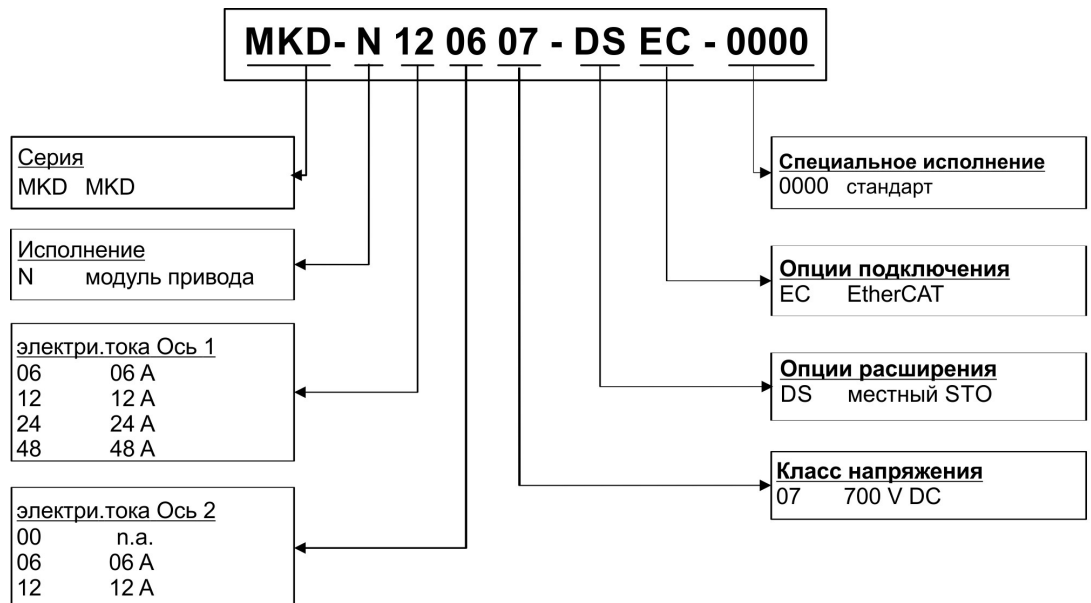 MKD- N 12 06 07 - DS EC - 0000
Серия
MKD MKD
Исполнение
N модуль привода
электри.тока Ось 1
06 06 A
12 12 A
24 24 A
48 48 A
электри.тока Ось 2
00 n.a.
06 06 A
12 12 A
Специальное исполнение
0000 стандарт
Опции подключения
EC EtherCAT
Опции расширения
DS местный STO
Класс напряжения
07 700 V DC